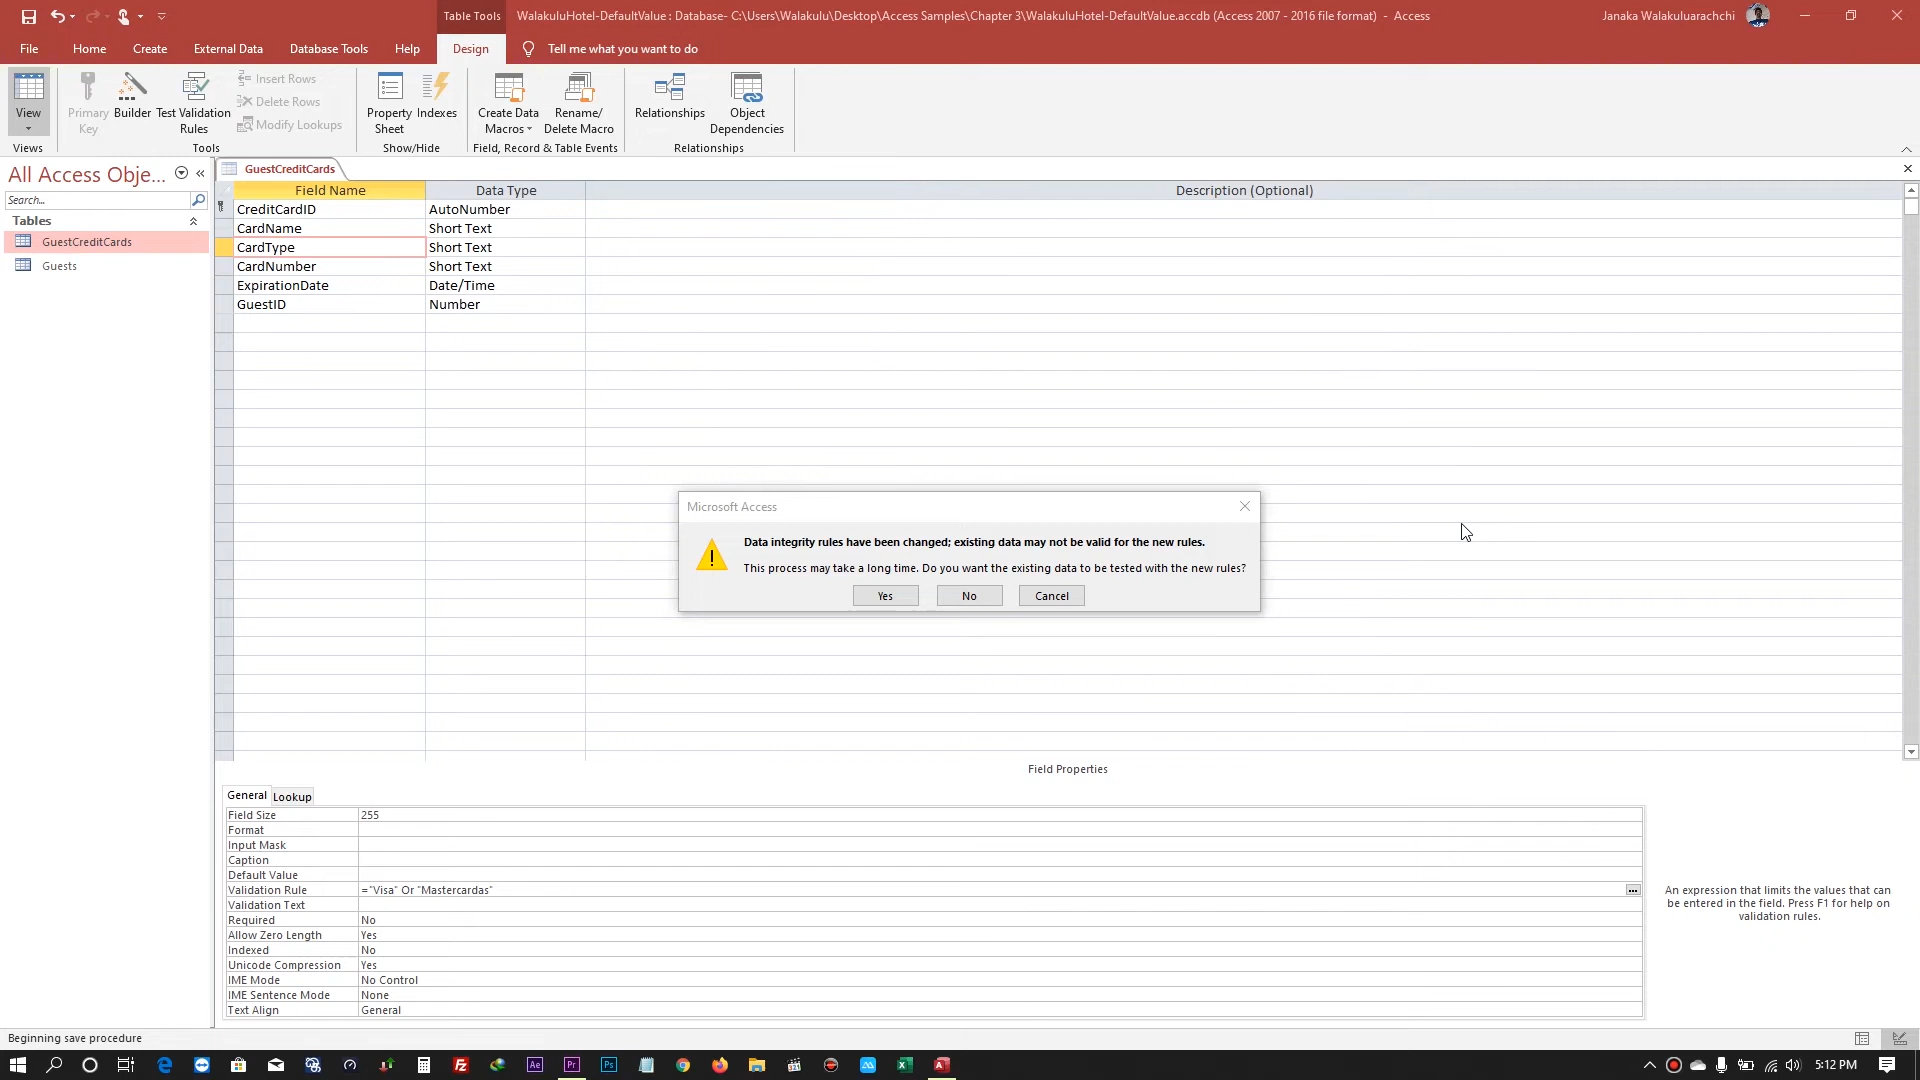 Table Tools
WalakuluHotel-DefaultValue : Database- C:\Users\Walakulu\Desktop\Access Samples\Chapter 3\WalakuluHotel-DefaultValue.accdb (Access 2007 - 2016 file format) - Access
Janaka Walakuluarachchi
File
Home
Create
External Data
Database Tools
Help
Design
Tell me what you want to do
View
Primary Key
Builder
Test Validation Rules
Insert Rows
Delete Rows
Modify Lookups
Property Sheet
Indexes
Create Data Macros
Rename/ Delete Macro
Relationships
Object Dependencies
Views
Tools
Show/Hide
Field, Record & Table Events
Relationships
All Access Obje...
Search...
Tables
GuestCreditCards
Guests
GuestCreditCards
Field Name Data Type Description (Optional)
CreditCardID AutoNumber
CardName Short Text
CardType Short Text
CardNumber Short Text
ExpirationDate Date/Time
GuestID Number
Microsoft Access
Data integrity rules have been changed; existing data may not be valid for the new rules.
This process may take a long time. Do you want the existing data to be tested with the new rules?
Yes
No
Cancel
Field Properties
General
Lookup
Field Size 255
Format
Input Mask
Caption
Default Value
Validation Rule ="Visa" Or "Mastercardas"
Validation Text
Required No
Allow Zero Length Yes
Indexed No
Unicode Compression Yes
IME Mode No Control
IME Sentence Mode None
Text Align General
An expression that limits the values that can
be entered in the field. Press F1 for help on
validation rules.
Beginning save procedure
Ae
Pr
Ps
5:12 PM